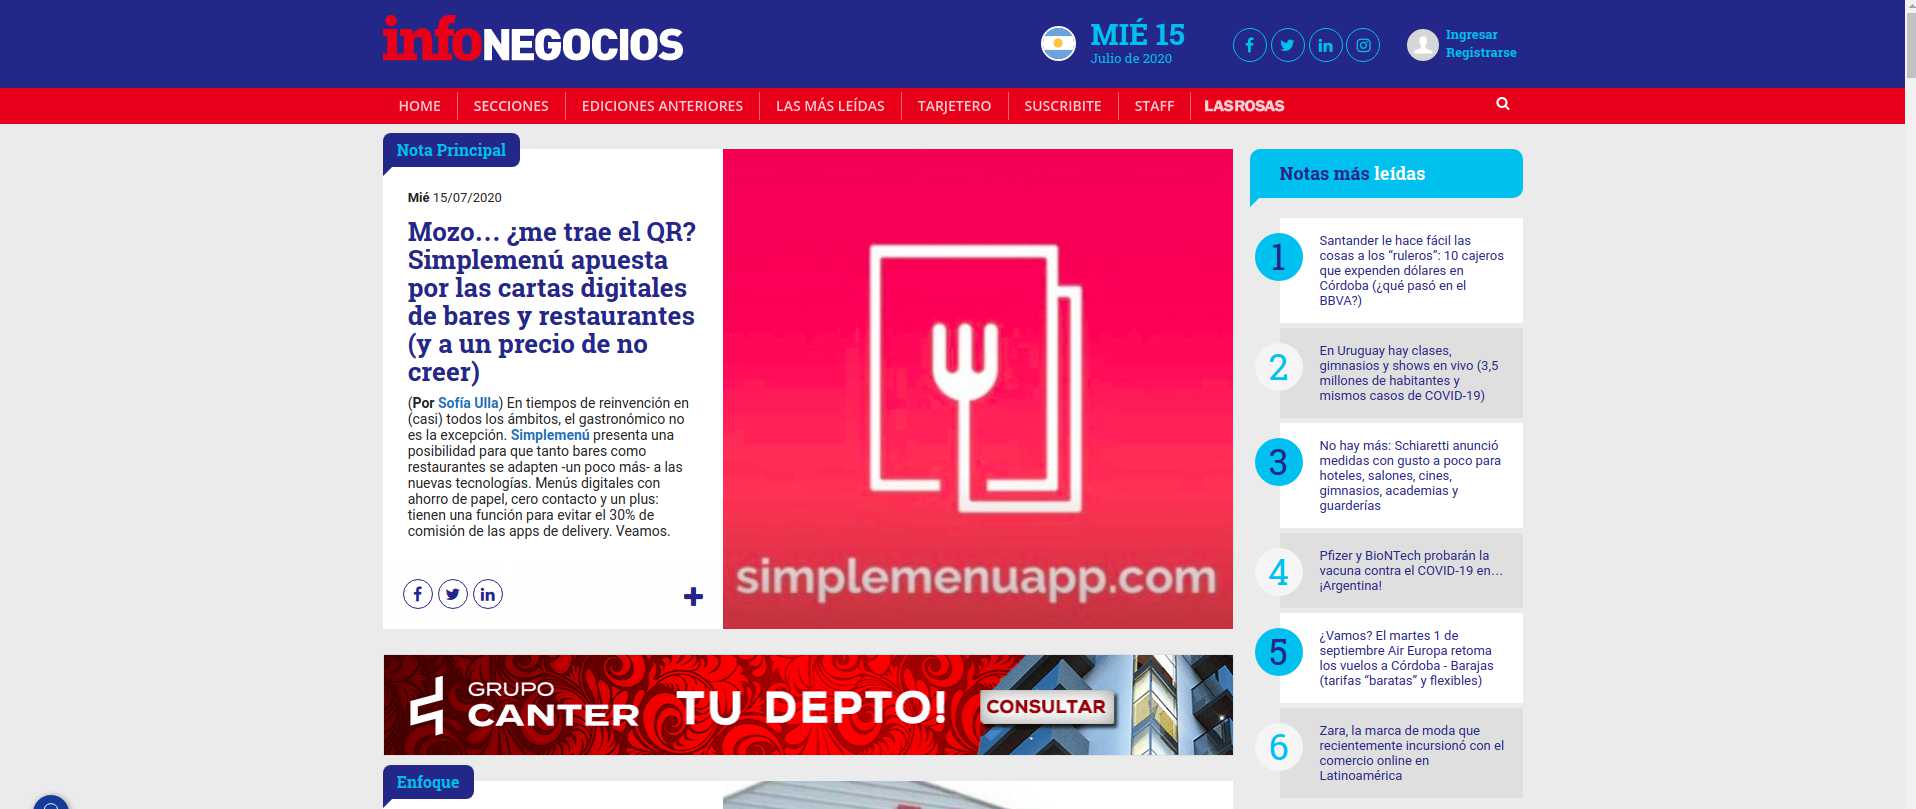 infoNEGOCIOS
MIÉ 15
Julio de 2020
Ingresar
Registrarse
HOME
SECCIONES
EDICIONES ANTERIORES
LAS MÁS LEÍDAS
TARJETERO
SUSCRIBITE
STAFF
LASROSAS
Nota Principal
Mié 15/07/2020
Mozo… ¿me trae el QR?
Simplemenú apuesta
por las cartas digitales
de bares y restaurantes
(y a un precio de no
creer)
(Por Sofía Ulla) En tiempos de reinvención en
(casi) todos los ámbitos, el gastronómico no
es la excepción. Simplemenú presenta una
posibilidad para que tanto bares como
restaurantes se adapten -un poco más- a las
nuevas tecnologías. Menús digitales con
ahorro de papel, cero contacto y un plus:
tienen una función para evitar el 30% de
comisión de las apps de delivery. Veamos.
simplemenuapp.com
GRUPO
CANTER
TU DEPTO!
CONSULTAR
Enfoque
Notas más leídas
1
Santander le hace fácil las
cosas a los “ruleros”: 10 cajeros
que expenden dólares en
Córdoba (¿qué pasó en el
BBVA?)
2
En Uruguay hay clases,
gimnasios y shows en vivo (3,5
millones de habitantes y
mismos casos de COVID-19)
3
No hay más: Schiaretti anunció
medidas con gusto a poco para
hoteles, salones, cines,
gimnasios, academias y
guarderías
4
Pfizer y BioNTech probarán la
vacuna contra el COVID-19 en…
¡Argentina!
5
¿Vamos? El martes 1 de
septiembre Air Europa retoma
los vuelos a Córdoba - Barajas
(tarifas “baratas” y flexibles)
6
Zara, la marca de moda que
recientemente incursionó con el
comercio online en
Latinoamérica